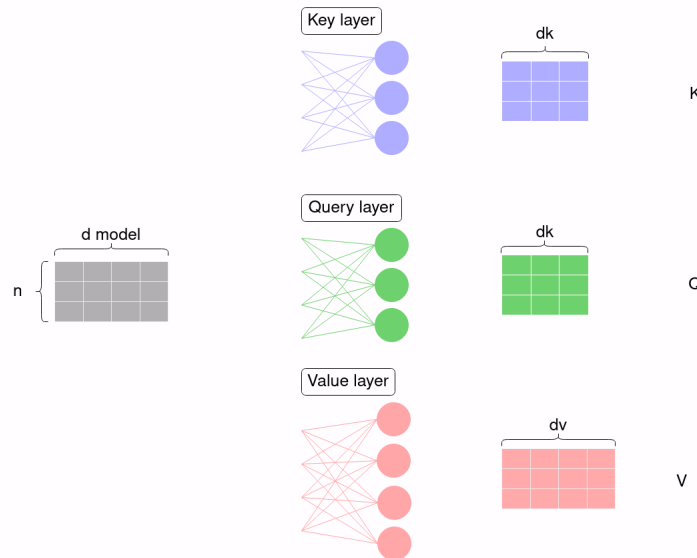 Key layer
dk
K
Query layer
d model
dk
n
Q
Value layer
dv
V